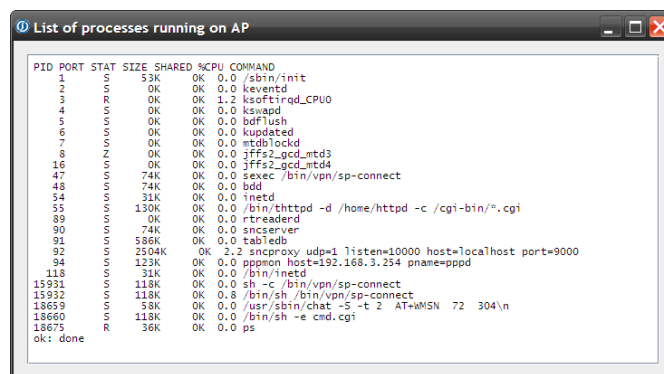 List of processes running on AP
PID PORT STAT SIZE SHARED %CPU COMMAND
1 S 53K 0K 0.0 /sbin/init
2 S 0K 0K 0.0 keventd
3 R 0K 0K 1.2 ksoftirqd_CPU0
4 S 0K 0K 0.0 kswapd
5 S 0K 0K 0.0 bdflush
6 S 0K 0K 0.0 kupdated
7 S 0K 0K 0.0 mtdblockd
8 Z 0K 0K 0.0 jffs2_gcd_mtd3
16 S 0K 0K 0.0 jffs2_gcd_mtd4
47 S 74K 0K 0.0 sexec /bin/vpn/sp-connect
48 S 74K 0K 0.0 bdd
54 S 31K 0K 0.0 inetd
55 S 130K 0K 0.0 /bin/thttpd -d /home/httpd -c /cgi-bin/*.cgi
89 S 0K 0K 0.0 rtreaderd
90 S 74K 0K 0.0 sncserver
91 S 586K 0K 0.0 tabledb
92 S 2504K 0K 2.2 sncproxy udp=1 listen=10000 host=localhost port=9000
94 S 123K 0K 0.0 pppmon host=192.168.3.254 pname=pppd
118 S 31K 0K 0.0 /bin/inetd
15931 S 118K 0K 0.0 sh -c /bin/vpn/sp-connect
15932 S 118K 0K 0.8 /bin/sh /bin/vpn/sp-connect
18659 S 58K 0K 0.0 /usr/sbin/chat -S -t 2 AT+WMSN 72 304\n
18660 S 118K 0K 0.0 /bin/sh -e cmd.cgi
18675 R 36K 0K 0.0 ps
ok: done